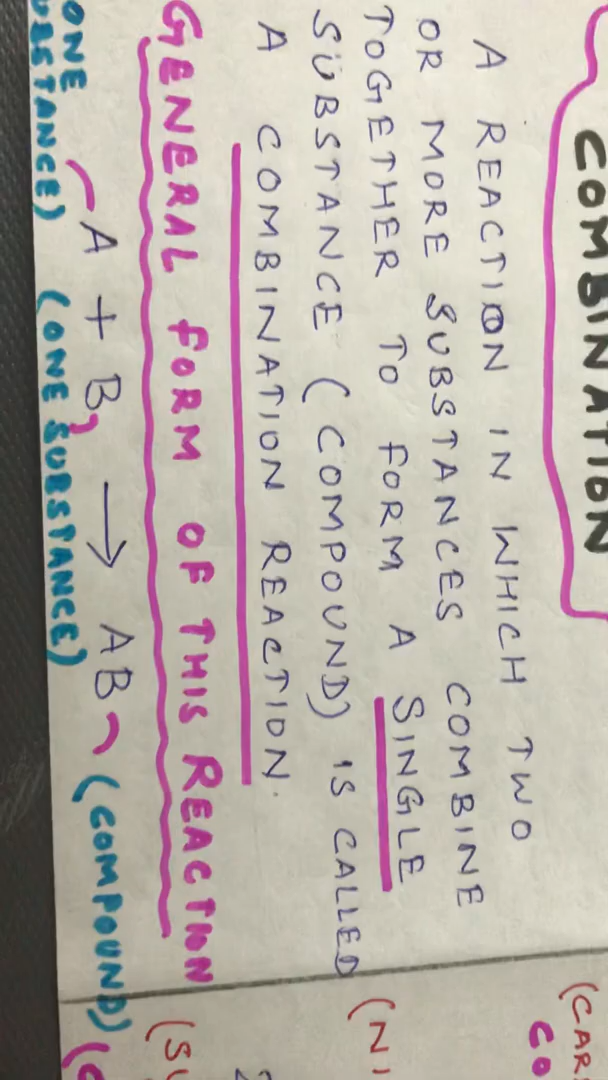 COMBINATION
A REACTION IN WHICH TWO
OR MORE SUBSTANCES COMBINE
TOGETHER TO FORM A SINGLE
SUBSTANCE (COMPOUND) IS CALLED
A COMBINATION REACTION.
GENERAL FORM OF THIS REACTION
A + B → AB (COMPOUND)
ONE (ONE SUBSTANCE)